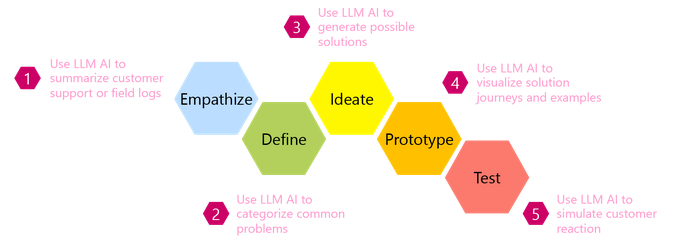 1
Use LLM AI to
summarize customer
support or field logs
Empathize
2
Use LLM AI to
categorize common
problems
Define
3
Use LLM AI to
generate possible
solutions
Ideate
4
Use LLM AI to
visualize solution
journeys and examples
Prototype
5
Use LLM AI to
simulate customer
reaction
Test